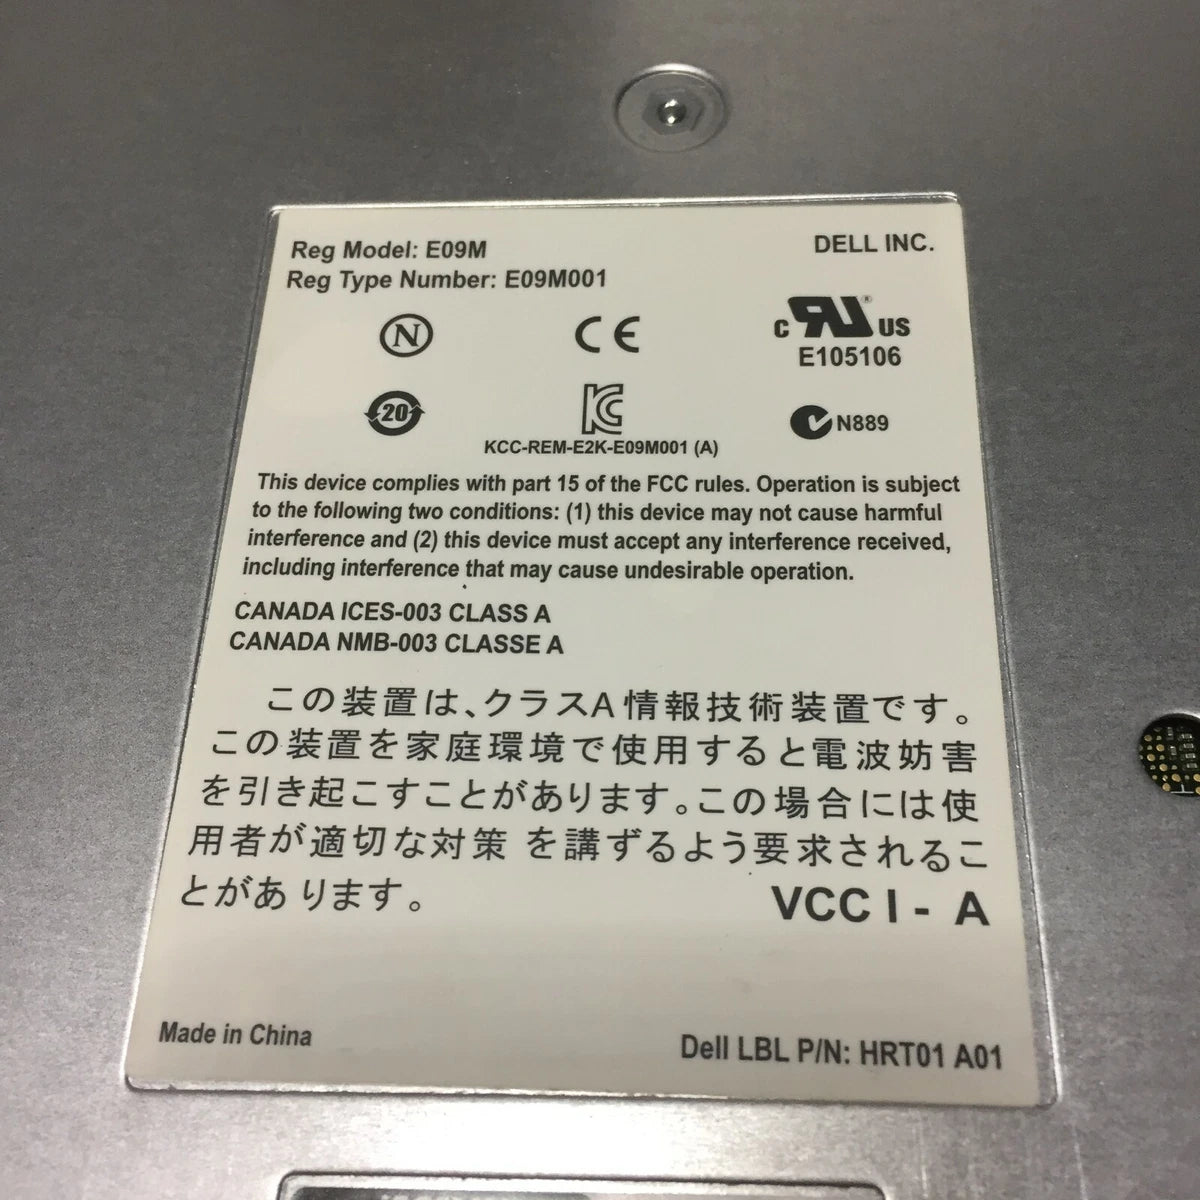 Reg Model: E09M
DELL INC.
Reg Type Number: E09M001
N
CE
c RU ® US
E105106
20
KC
N889
KCC-REM-E2K-E09M001 (A)
This device complies with part 15 of the FCC rules. Operation is subject
to the following two conditions: (1) this device may not cause harmful
interference and (2) this device must accept any interference received,
including interference that may cause undesirable operation.
CANADA ICES-003 CLASS A
CANADA NMB-003 CLASSE A
この装置は、クラスA情報技術装置です。
この装置を家庭環境で使用すると電波妨害
を引き起こすことがあります。この場合には使
用者が適切な対策 を講ずるよう要求されるこ
とがあります。
VCC I - A
Made in China
Dell LBL P/N: HRT01 A01